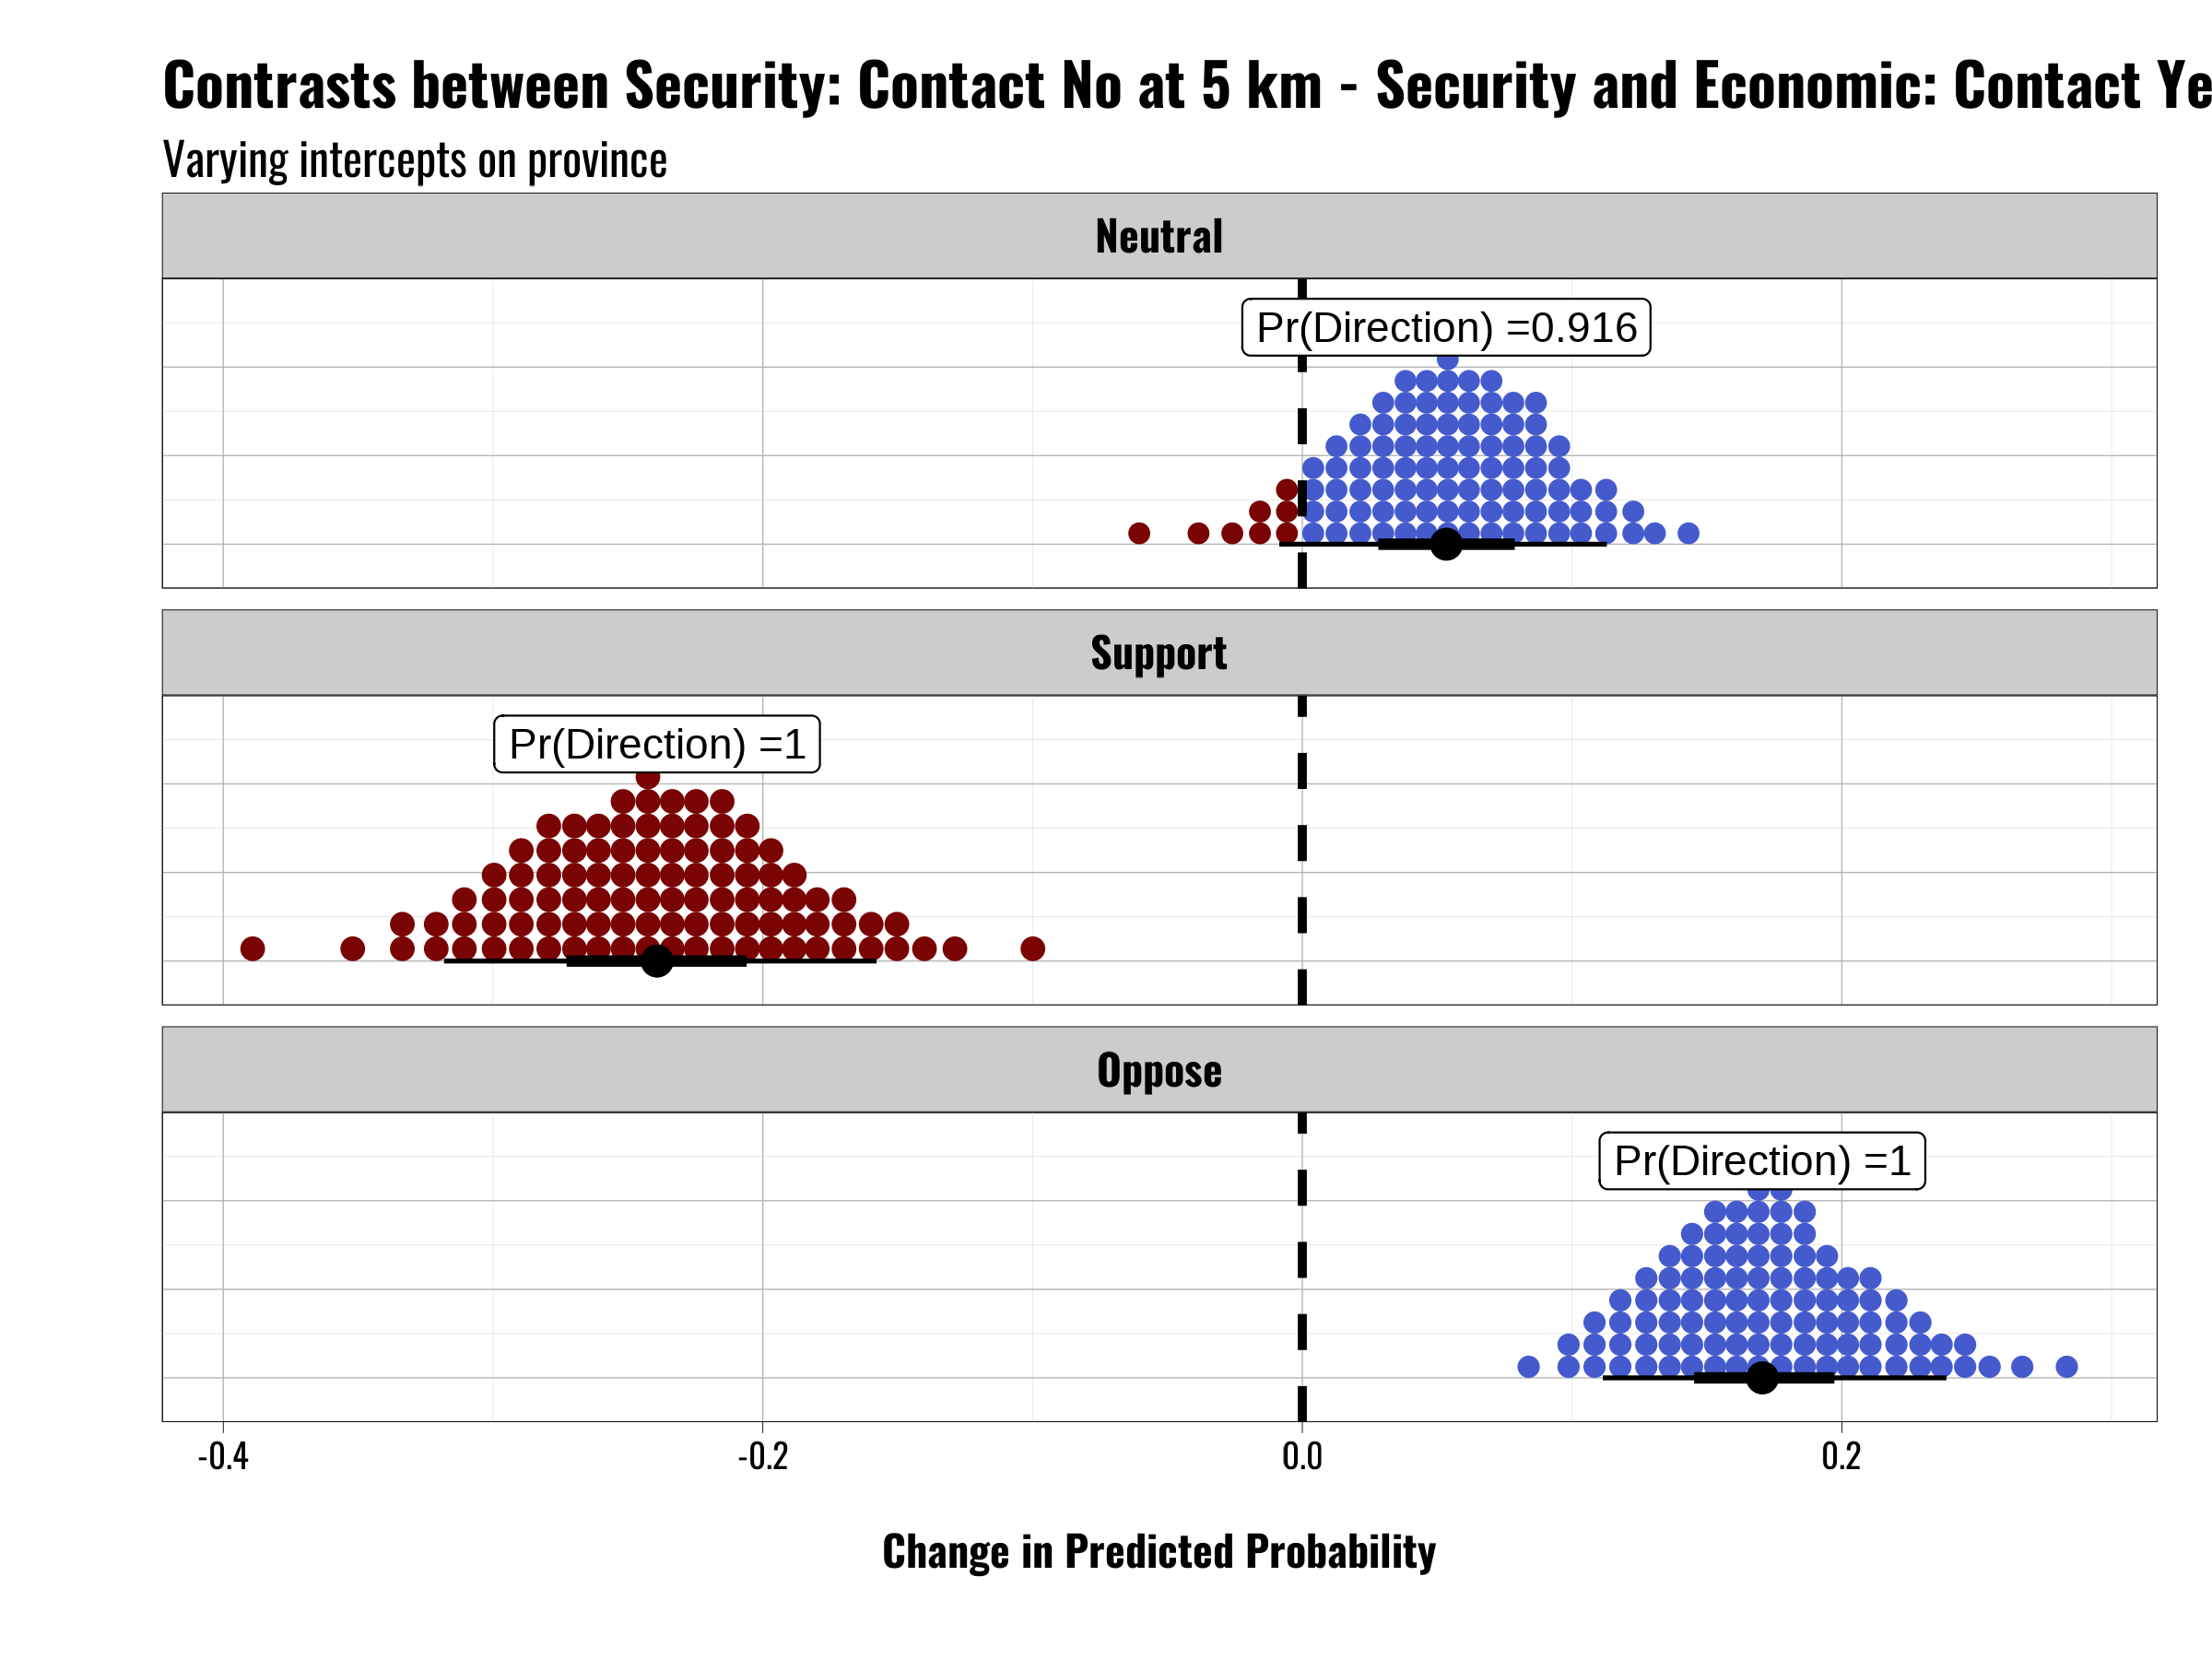 Contrasts between Security: Contact No at 5 km - Security and Economic: Contact Ye
Varying intercepts on province
Neutral
Pr(Direction) =0.916
Support
Pr(Direction) =1
Oppose
Pr(Direction) =1
-0.4 -0.2 0.0 0.2
Change in Predicted Probability